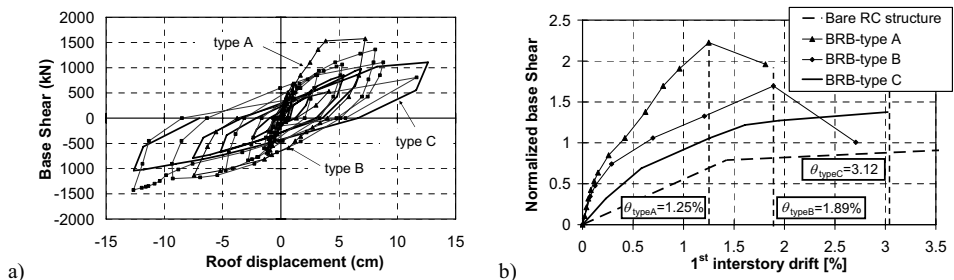 2000
1500
1000
500
0
500
1000
1500
2000
Base Shear (kN)
type A
type C
type B
-15
-10
-5
0
5
10
15
Roof displacement (cm)
a)
3
2.5
2
1.5
1
0.5
0
Normalized base Shear
Bare RC structure
BRB-type A
BRB-type B
BRB-type C
θtypeC=3.12
θtypeA=1.25%
θtypeB=1.89%
0
0.5
1
1.5
2
2.5
3
3.5
1st interstory drift [%]
b)